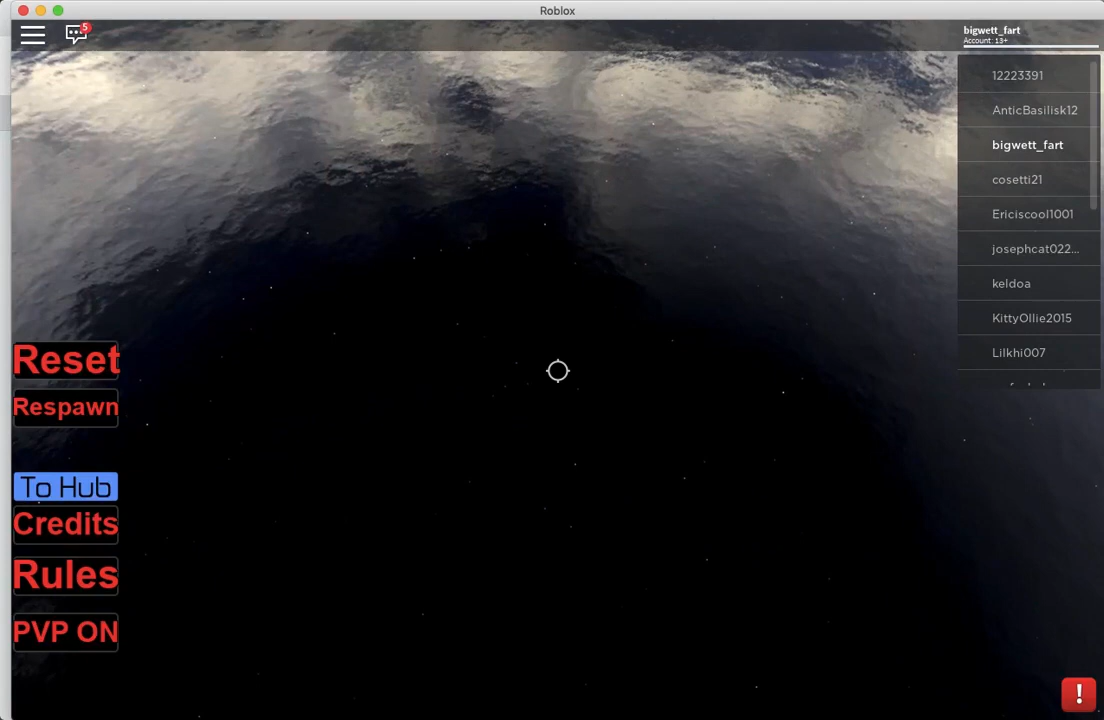 Roblox
5
bigwett_fart
Account: 13+
12223391
AnticBasilisk12
bigwett_fart
cosetti21
Ericiscool1001
josephcat022...
keldoa
KittyOllie2015
Lilkhi007
Reset
Respawn
To Hub
Credits
Rules
PVP ON
!